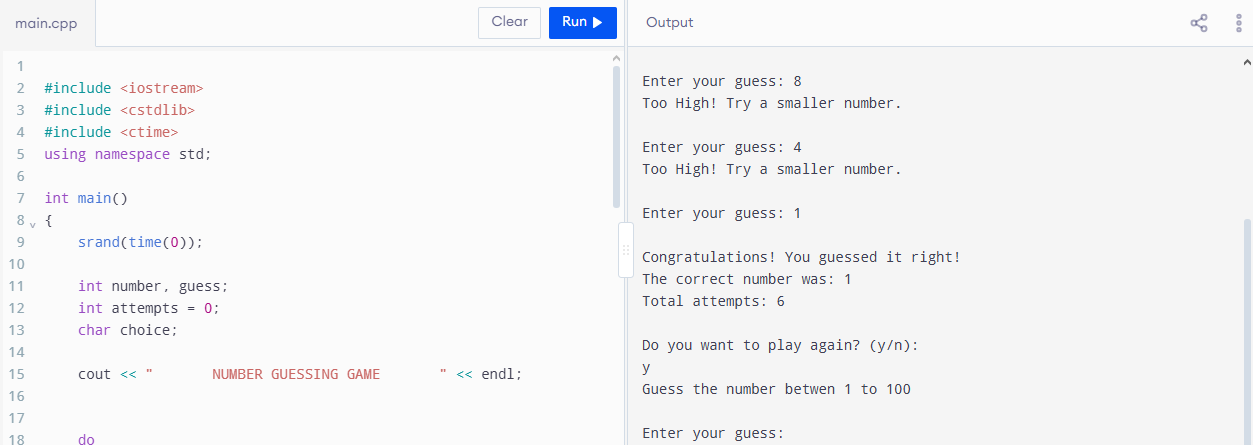 main.cpp
Clear
Run
1
2 #include <iostream>
3 #include <cstdlib>
4 #include <ctime>
5 using namespace std;
6
7 int main()
8 {
9 srand(time(0));
10
11 int number, guess;
12 int attempts = 0;
13 char choice;
14
15 cout << "       NUMBER GUESSING GAME       " << endl;
16
17
18 do
Output
Enter your guess: 8
Too High! Try a smaller number.
Enter your guess: 4
Too High! Try a smaller number.
Enter your guess: 1
Congratulations! You guessed it right!
The correct number was: 1
Total attempts: 6
Do you want to play again? (y/n):
y
Guess the number betwen 1 to 100
Enter your guess: